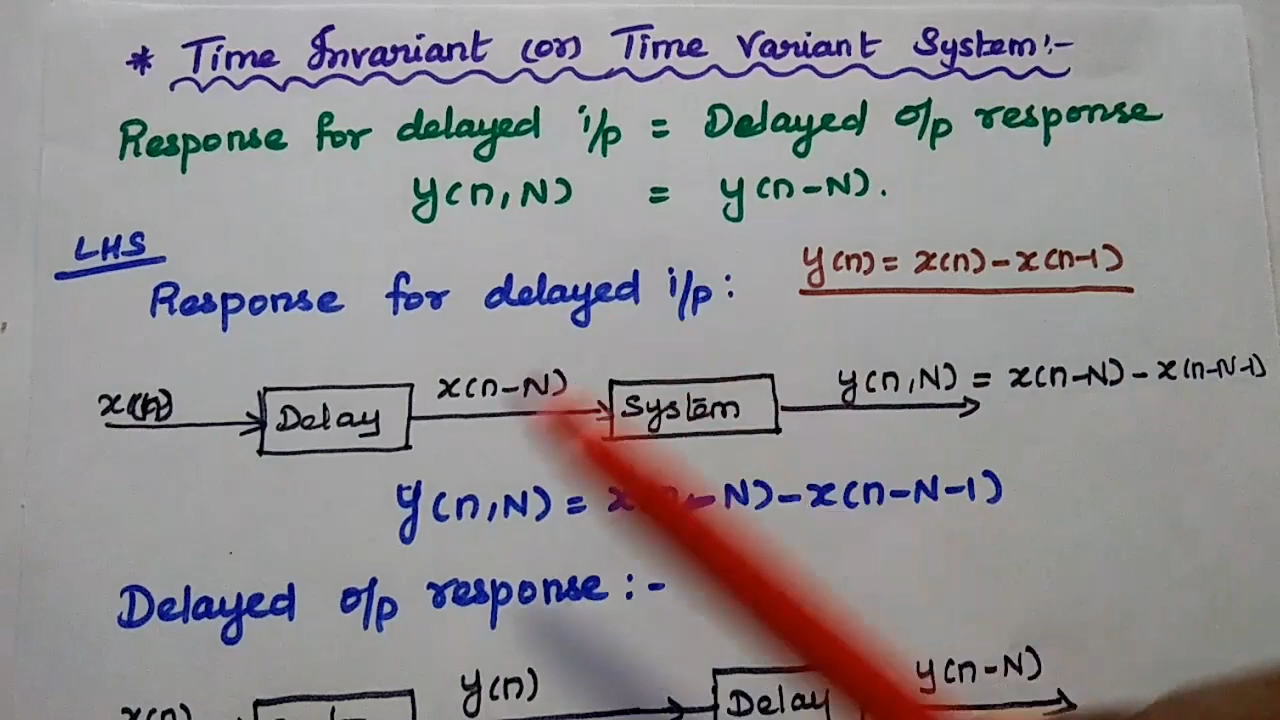 * Time Invariant (or) Time Variant System:-
Response for delayed i/p = Delayed o/p response
y(n,N) = y(n-N).
LHS
y(n) = x(n) - x(n-1)
Response for delayed i/p :
x(n) Delay x(n-N) System y(n,N) = x(n-N) - x(n-N-1)
y(n,N) = x(n-N) - x(n-N-1)
Delayed o/p response :-
x(n) y(n) Delay y(n-N)